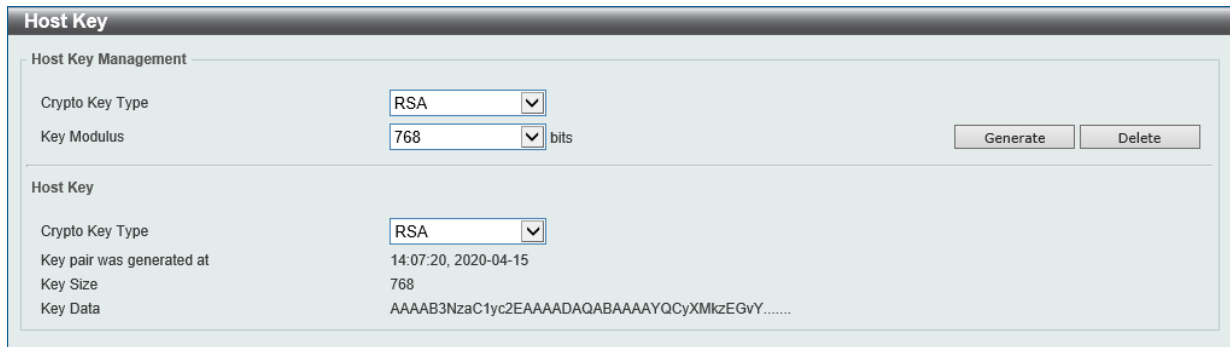 Host Key
Host Key Management
Crypto Key Type RSA
Key Modulus 768 bits Generate Delete
Host Key
Crypto Key Type RSA
Key pair was generated at 14:07:20, 2020-04-15
Key Size 768
Key Data AAAAB3NzaC1yc2EAAAADAQABAAAAYQCyXMkzEGvY.......